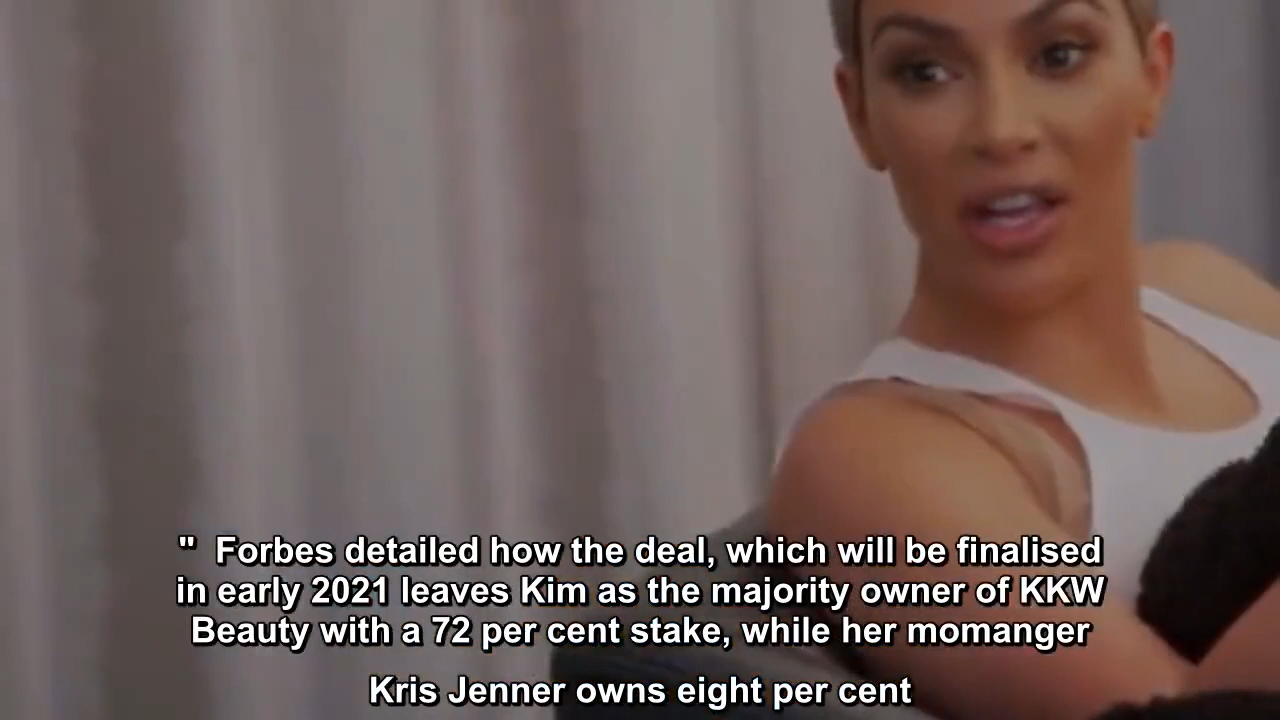 "  Forbes detailed how the deal, which will be finalised
in early 2021 leaves Kim as the majority owner of KKW
Beauty with a 72 per cent stake, while her momanger
Kris Jenner owns eight per cent